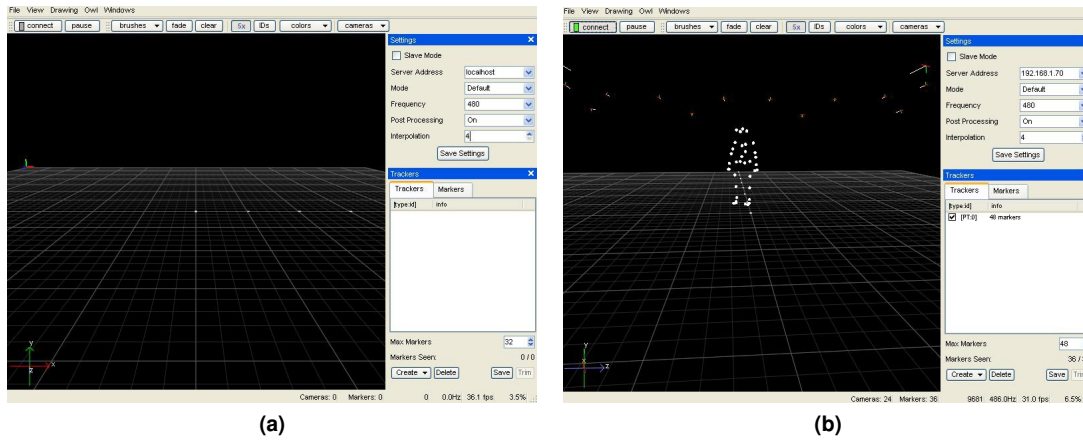 File View Drawing Owl Windows
connect pause brushes fade clear 5x IDs colors cameras
Settings
Slave Mode
Server Address localhost
Mode Default
Frequency 480
Post Processing On
Interpolation 4
Save Settings
Trackers
Trackers Markers
[type:id] info
Max Markers 32
Markers Seen: 0 / 0
Create Delete Save Trim
y
x
z
Cameras: 0 Markers: 0 0 0.0Hz 36.1 fps 3.5%
(a)
File View Drawing Owl Windows
connect pause brushes fade clear 5x IDs colors cameras
Settings
Slave Mode
Server Address 192.168.1.70
Mode Default
Frequency 480
Post Processing On
Interpolation 4
Save Settings
Trackers
Trackers Markers
[type:id] info
[PT:0] 48 markers
Max Markers 48
Markers Seen: 36 /
Create Delete Save Trim
y
x
z
Cameras: 24 Markers: 36 9681 486.0Hz 31.0 fps 6.5%
(b)